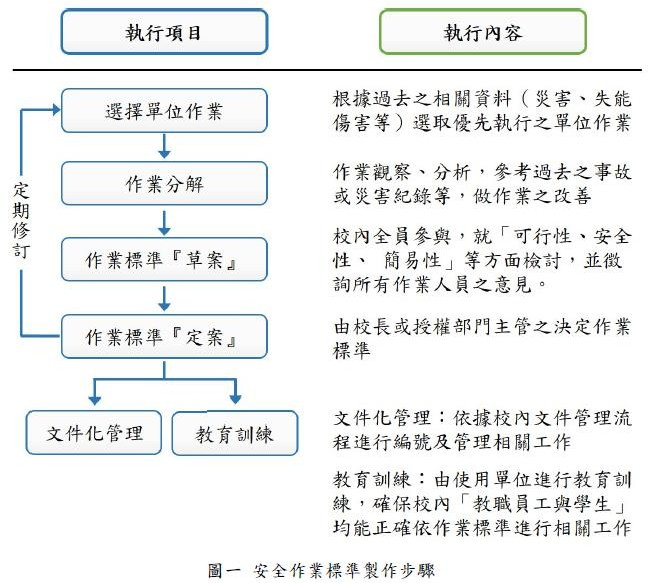 執行項目
執行內容
選擇單位作業
根據過去之相關資料（災害、失能
傷害等）選取優先執行之單位作業
作業分解
作業觀察、分析，參考過去之事故
或災害紀錄等，做作業之改善
定期修訂
作業標準『草案』
校內全員參與，就「可行性、安全
性、 簡易性」等方面檢討，並徵
詢所有作業人員之意見。
作業標準『定案』
由校長或授權部門主管之決定作業
標準
文件化管理
教育訓練
文件化管理：依據校內文件管理流
程進行編號及管理相關工作
教育訓練：由使用單位進行教育訓
練，確保校內「教職員工與學生」
均能正確依作業標準進行相關工作
圖一 安全作業標準製作步驟